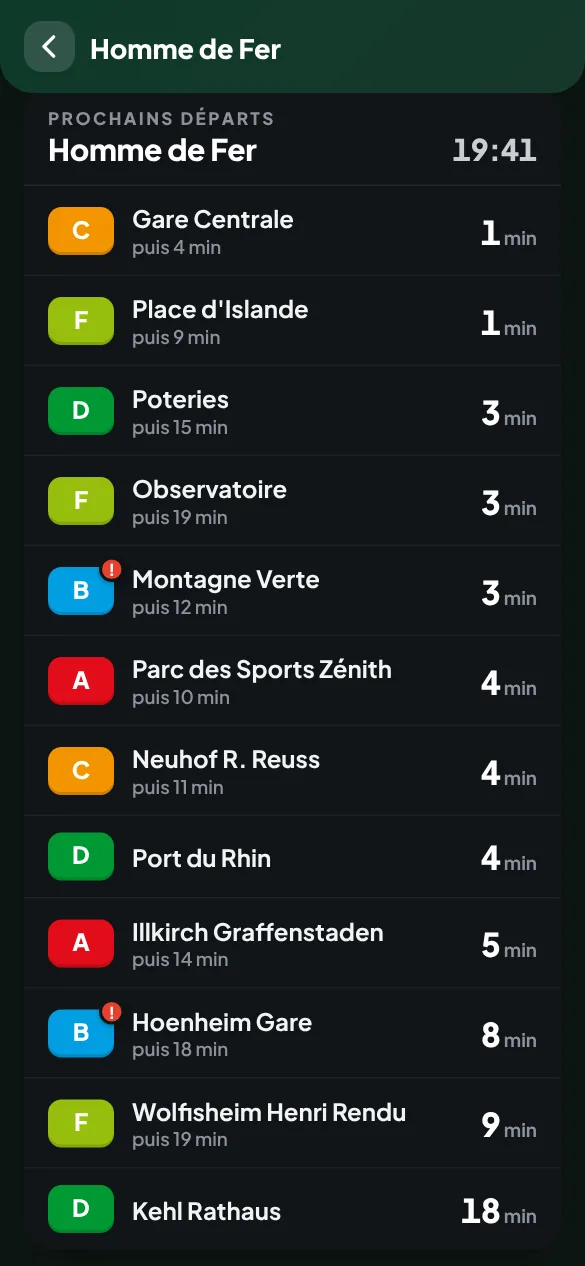 Homme de Fer
PROCHAINS DÉPARTS
Homme de Fer
19:41
C Gare Centrale 1 min
puis 4 min
F Place d'Islande 1 min
puis 9 min
D Poteries 3 min
puis 15 min
F Observatoire 3 min
puis 19 min
B ! Montagne Verte 3 min
puis 12 min
A Parc des Sports Zénith 4 min
puis 10 min
C Neuhof R. Reuss 4 min
puis 11 min
D Port du Rhin 4 min
A Illkirch Graffenstaden 5 min
puis 14 min
B ! Hoenheim Gare 8 min
puis 18 min
F Wolfisheim Henri Rendu 9 min
puis 19 min
D Kehl Rathaus 18 min